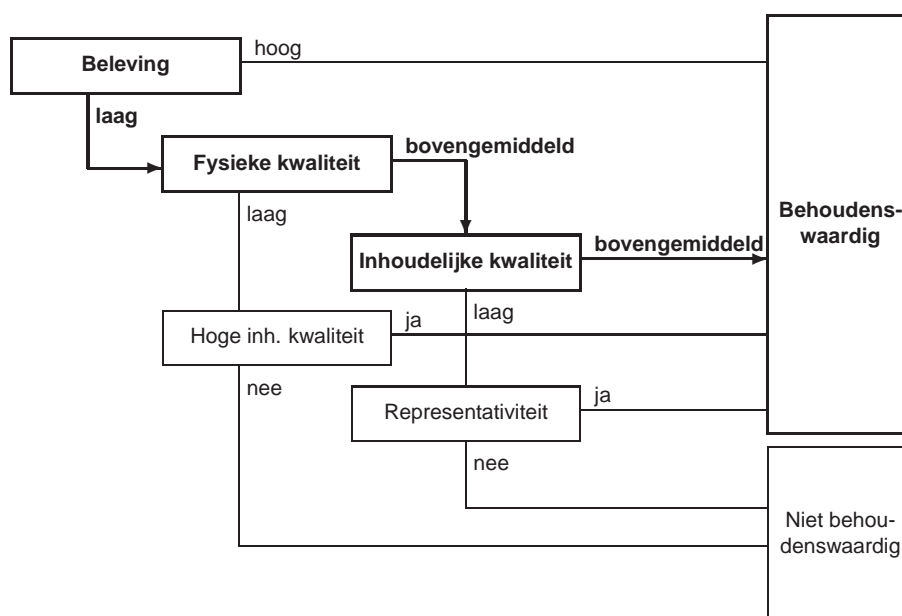 hoog
Beleving
laag
bovengemiddeld
Fysieke kwaliteit
laag
Behoudens-
waardig
bovengemiddeld
Inhoudelijke kwaliteit
laag
ja
Hoge inh. kwaliteit
nee
ja
Representativiteit
nee
Niet behou-
denswaardig